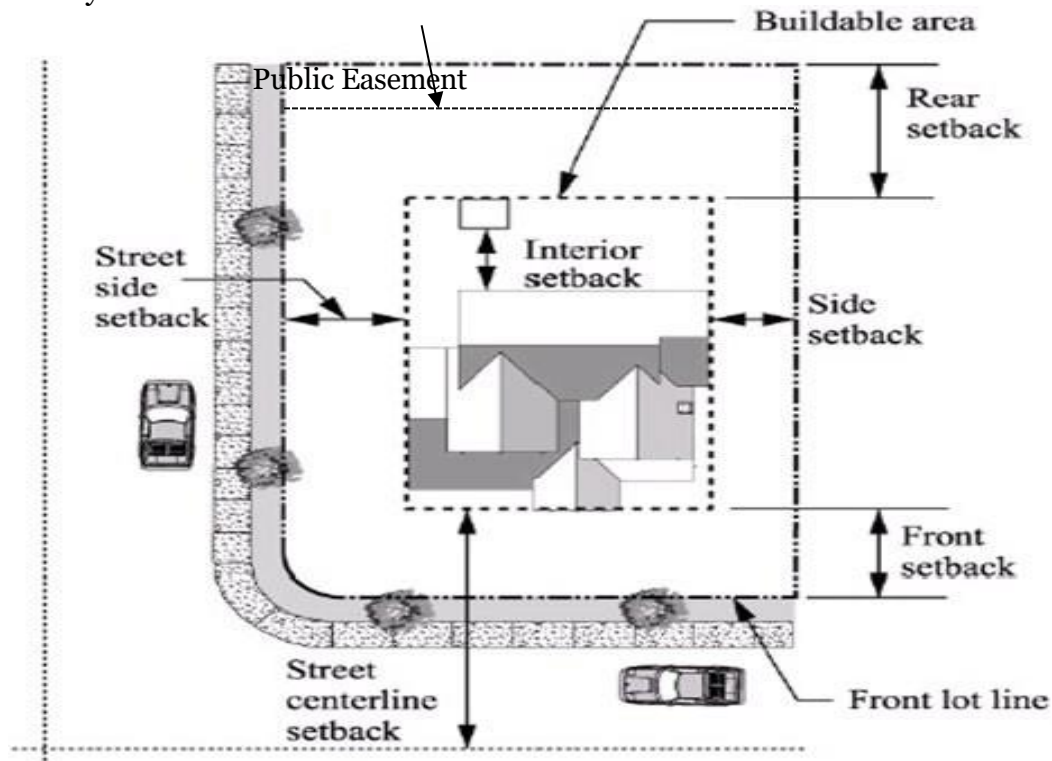 Buildable area
Public Easement
Rear
setback
Interior
setback
Street
side
setback
Side
setback
Front
setback
Street
centerline
setback
Front lot line